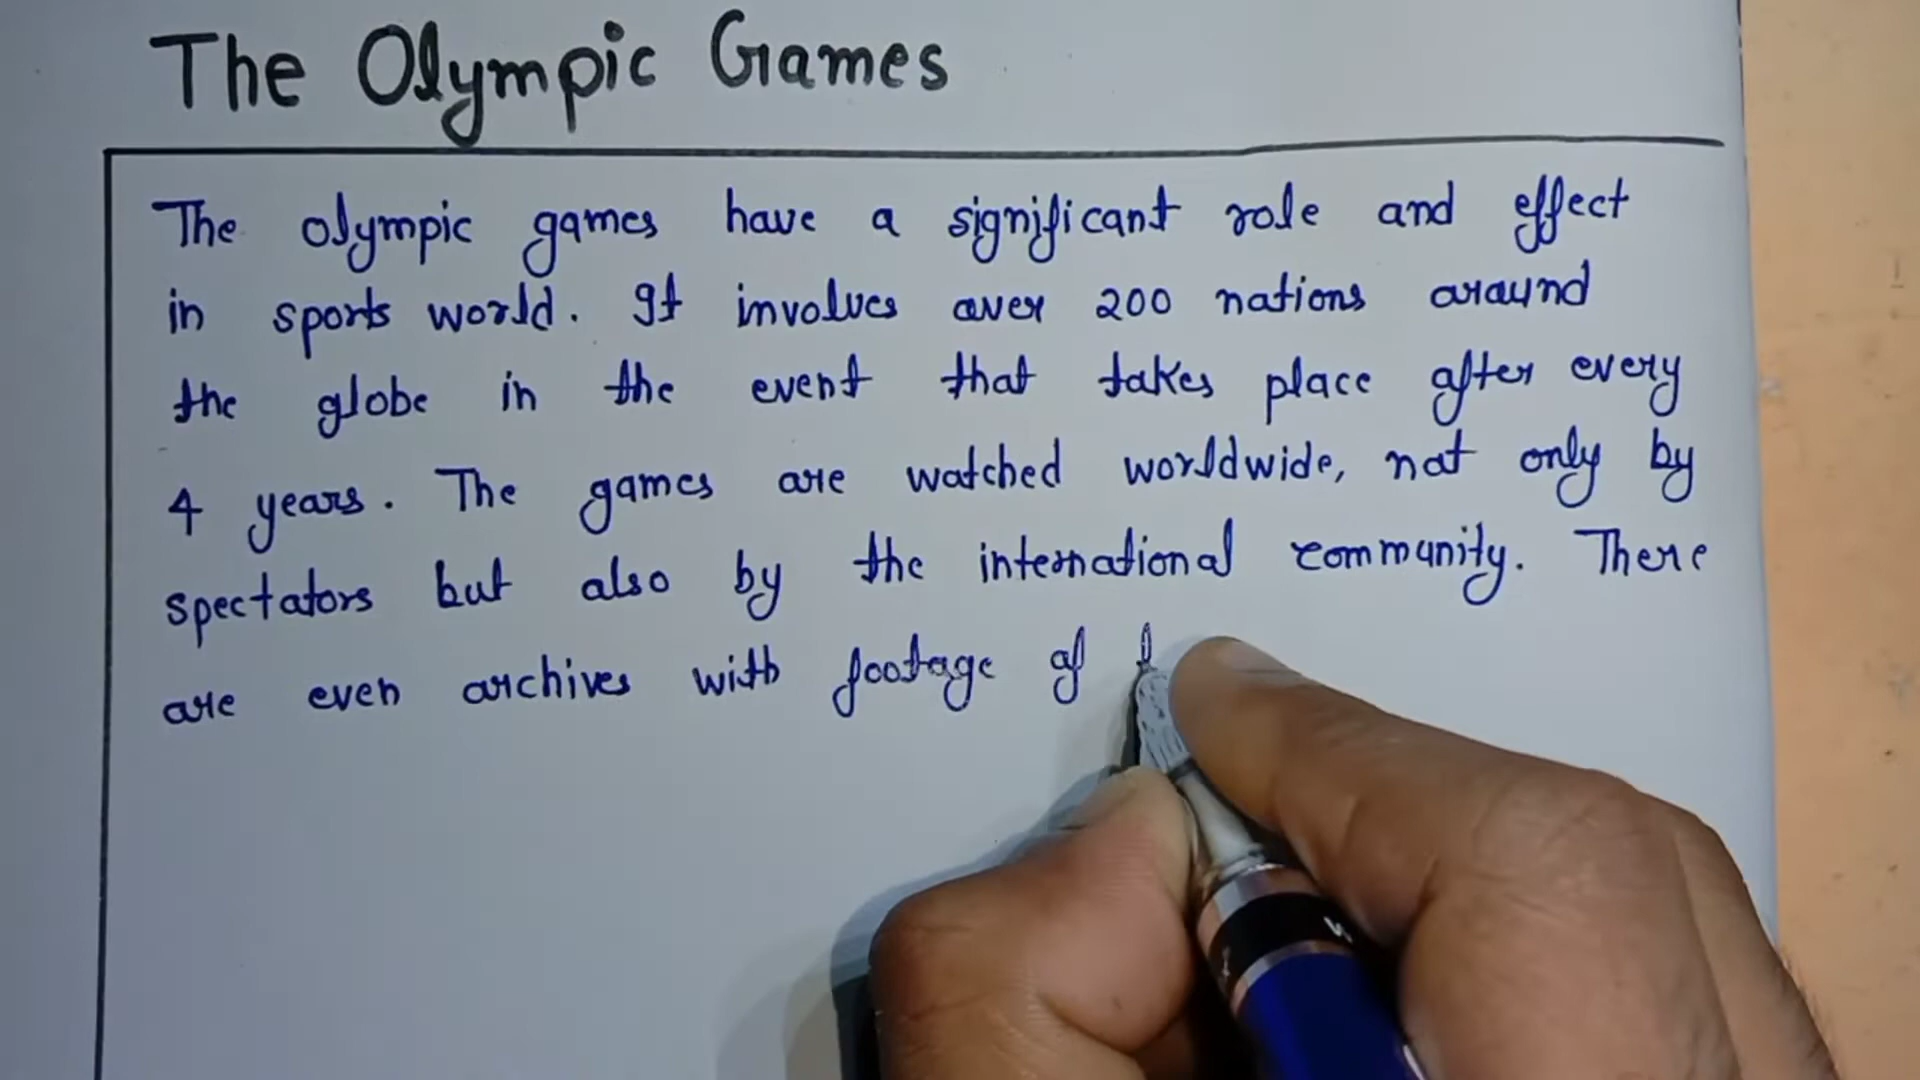 The Olympic Games
The olympic games have a significant role and effect
in sports world. It involves over 200 nations around
the globe in the event that takes place after every
4 years. The games are watched worldwide, not only by
spectators but also by the international community. There
are even archives with footage of